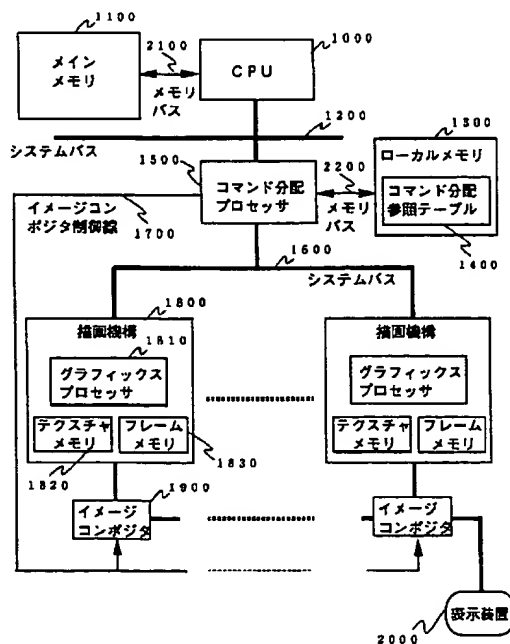 1100
メイン
メモリ
2100
メモリ
バス
1000
CPU
1200
システムバス
1500
コマンド分配
プロセッサ
2200
メモリ
バス
1300
ローカルメモリ
コマンド分配
参照テーブル
1400
イメージコン
ポジタ制御線
1700
1600
システムバス
1800
描画機構
1810
グラフィックス
プロセッサ
テクスチャ
メモリ
フレーム
メモリ
1820
1830
1900
イメージ
コンポジタ
描画機構
グラフィックス
プロセッサ
テクスチャ
メモリ
フレーム
メモリ
イメージ
コンポジタ
表示装置
2000